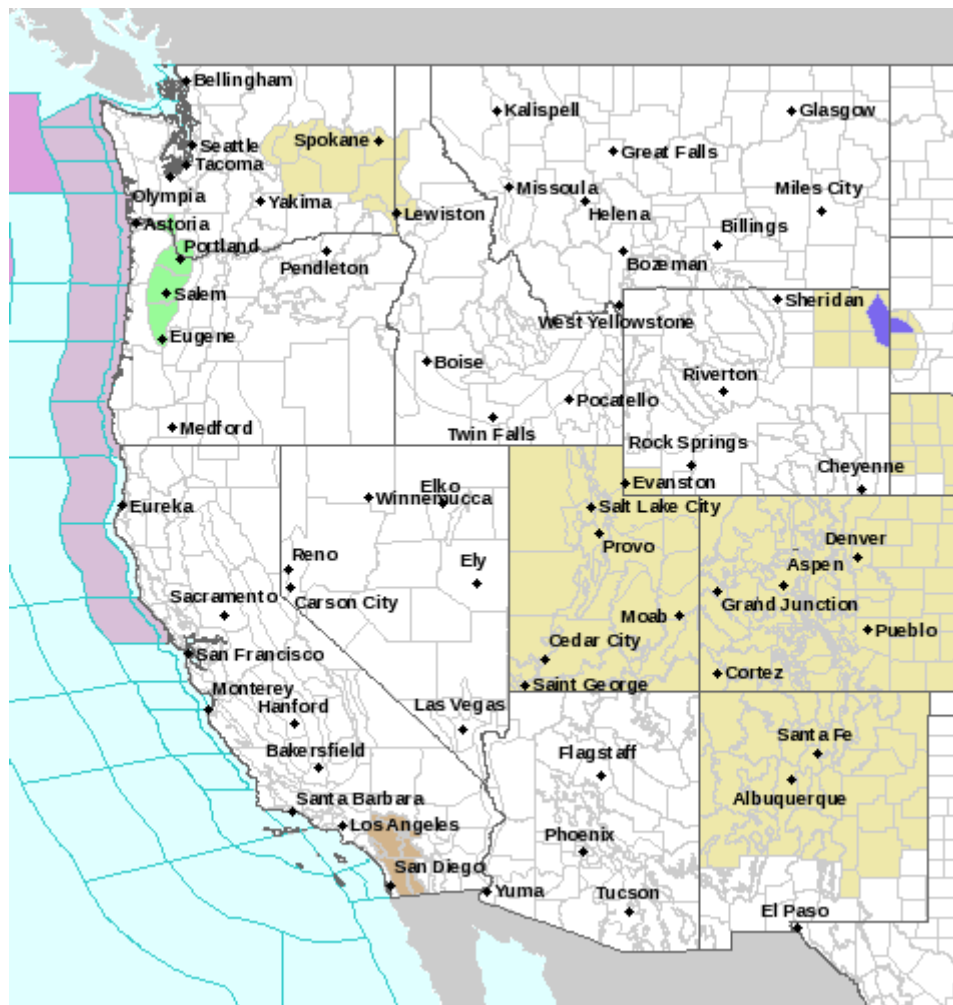 Bellingham
Kalispell
Glasgow
Seattle
Spokane
Great Falls
Tacoma
Olympia
Missoula
Miles City
Yakima
Lewiston
Helena
Astoria
Billings
Portland
Pendleton
Bozeman
Salem
Sheridan
West Yellowstone
Eugene
Boise
Riverton
Pocatello
Medford
Twin Falls
Rock Springs
Cheyenne
Elko
Evanston
Winnemucca
Eureka
Salt Lake City
Provo
Denver
Reno
Ely
Aspen
Sacramento
Carson City
Grand Junction
Moab
Pueblo
Cedar City
San Francisco
Cortez
Saint George
Monterey
Hanford
Las Vegas
Bakersfield
Flagstaff
Santa Fe
Albuquerque
Santa Barbara
Los Angeles
Phoenix
San Diego
Yuma
Tucson
El Paso